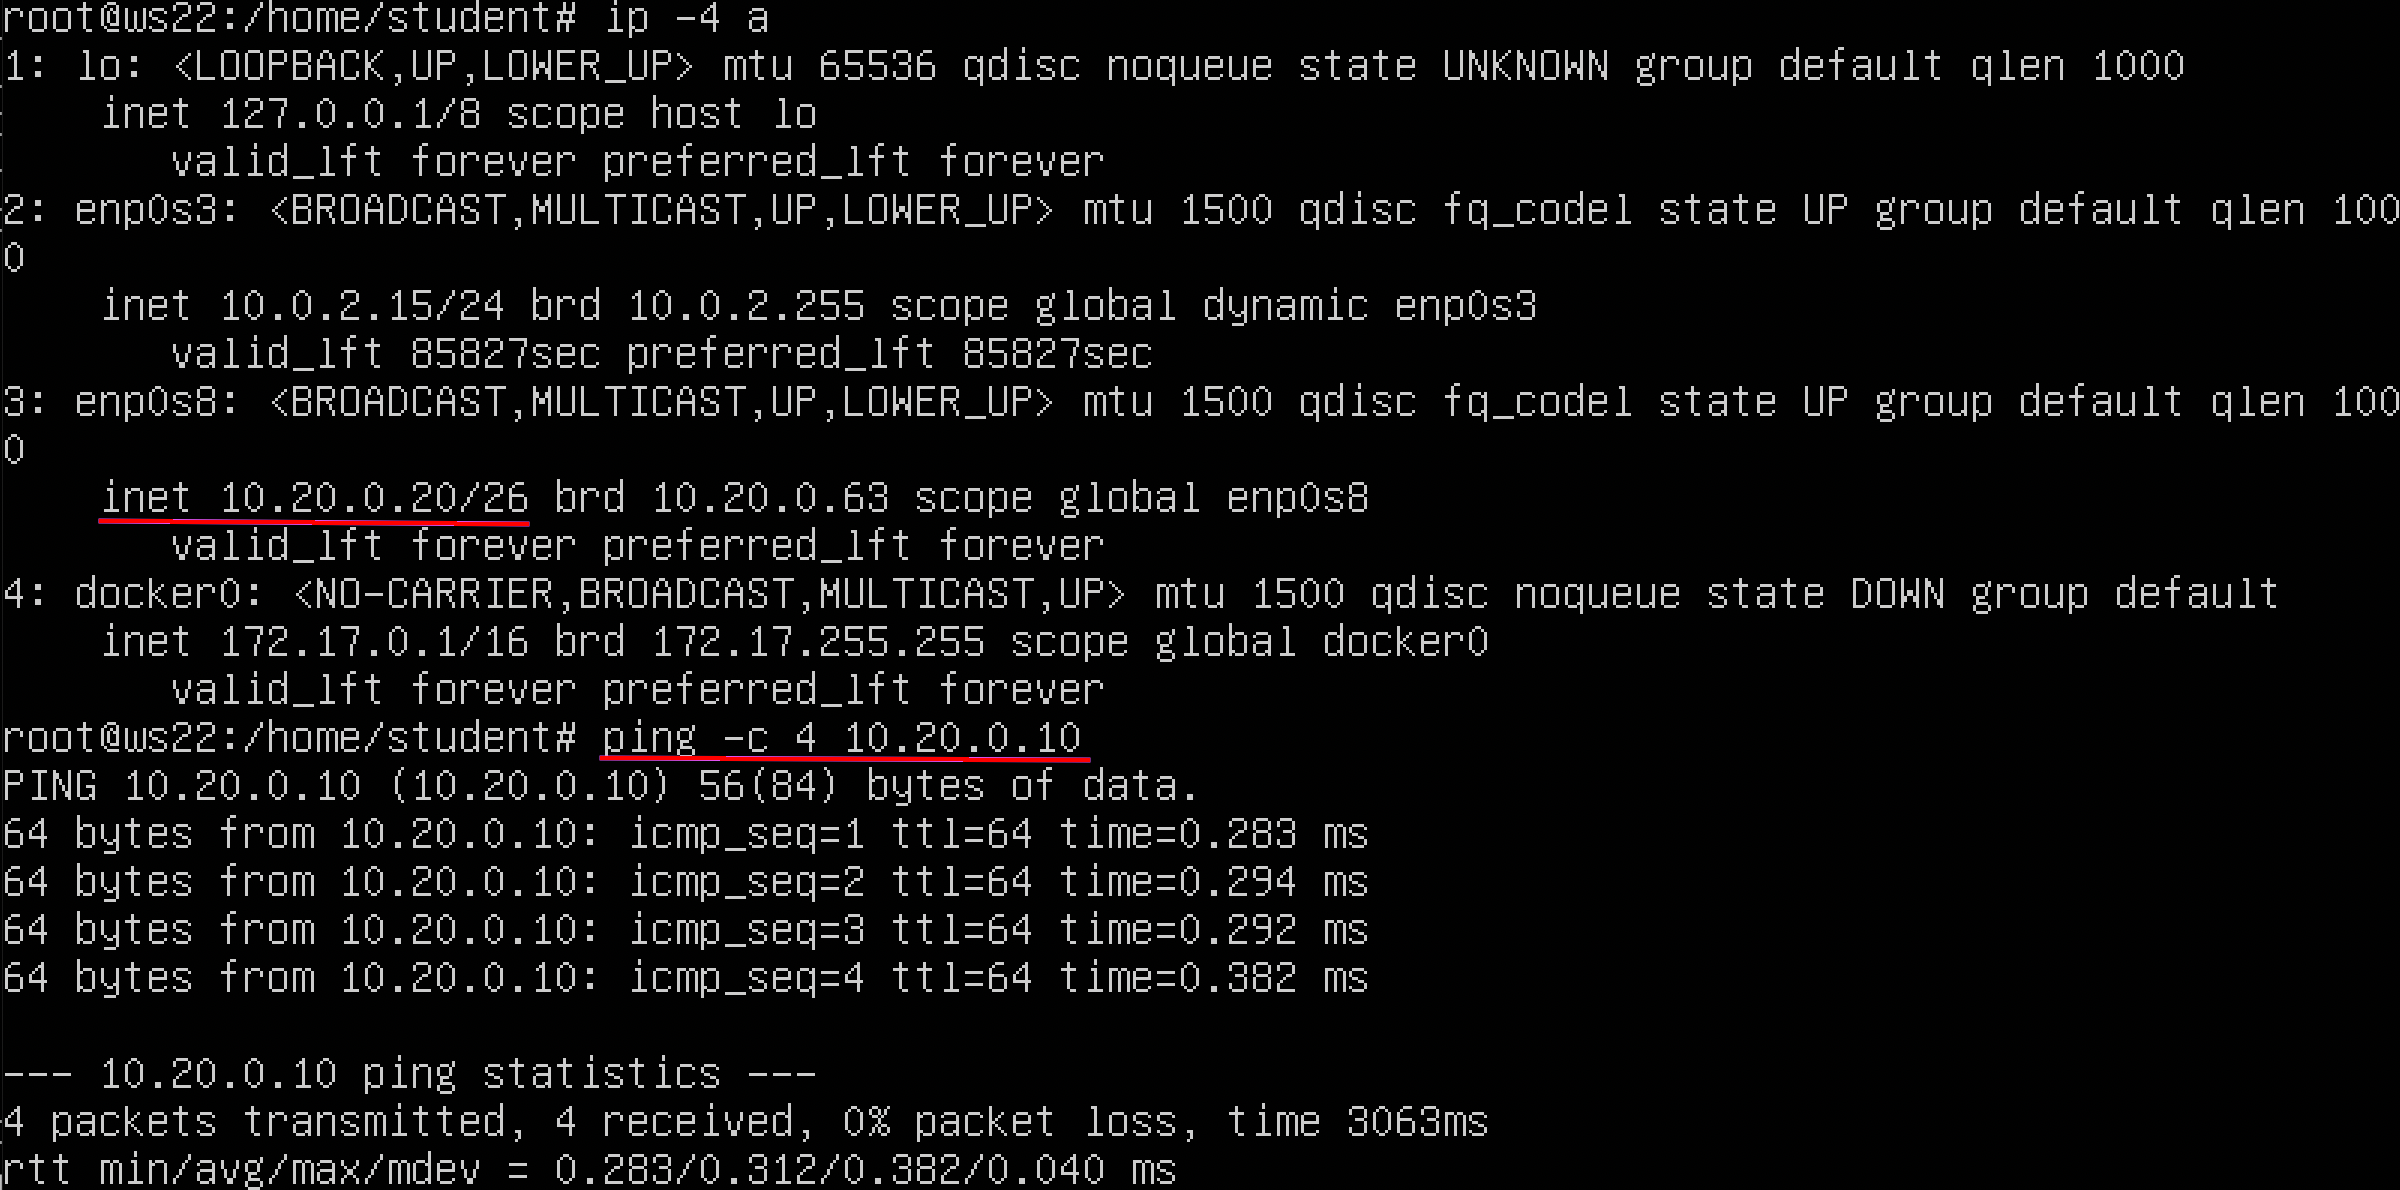 root@ws22:/home/student# ip -4 a
1: lo: <LOOPBACK,UP,LOWER_UP> mtu 65536 qdisc noqueue state UNKNOWN group default qlen 1000
    inet 127.0.0.1/8 scope host lo
       valid_lft forever preferred_lft forever
2: enp0s3: <BROADCAST,MULTICAST,UP,LOWER_UP> mtu 1500 qdisc fq_codel state UP group default qlen 100
0
    inet 10.0.2.15/24 brd 10.0.2.255 scope global dynamic enp0s3
       valid_lft 85827sec preferred_lft 85827sec
3: enp0s8: <BROADCAST,MULTICAST,UP,LOWER_UP> mtu 1500 qdisc fq_codel state UP group default qlen 100
0
    inet 10.20.0.20/26 brd 10.20.0.63 scope global enp0s8
       valid_lft forever preferred_lft forever
4: docker0: <NO-CARRIER,BROADCAST,MULTICAST,UP> mtu 1500 qdisc noqueue state DOWN group default
    inet 172.17.0.1/16 brd 172.17.255.255 scope global docker0
       valid_lft forever preferred_lft forever
root@ws22:/home/student# ping -c 4 10.20.0.10
PING 10.20.0.10 (10.20.0.10) 56(84) bytes of data.
64 bytes from 10.20.0.10: icmp_seq=1 ttl=64 time=0.283 ms
64 bytes from 10.20.0.10: icmp_seq=2 ttl=64 time=0.294 ms
64 bytes from 10.20.0.10: icmp_seq=3 ttl=64 time=0.292 ms
64 bytes from 10.20.0.10: icmp_seq=4 ttl=64 time=0.382 ms

--- 10.20.0.10 ping statistics ---
4 packets transmitted, 4 received, 0% packet loss, time 3063ms
rtt min/avg/max/mdev = 0.283/0.312/0.382/0.040 ms